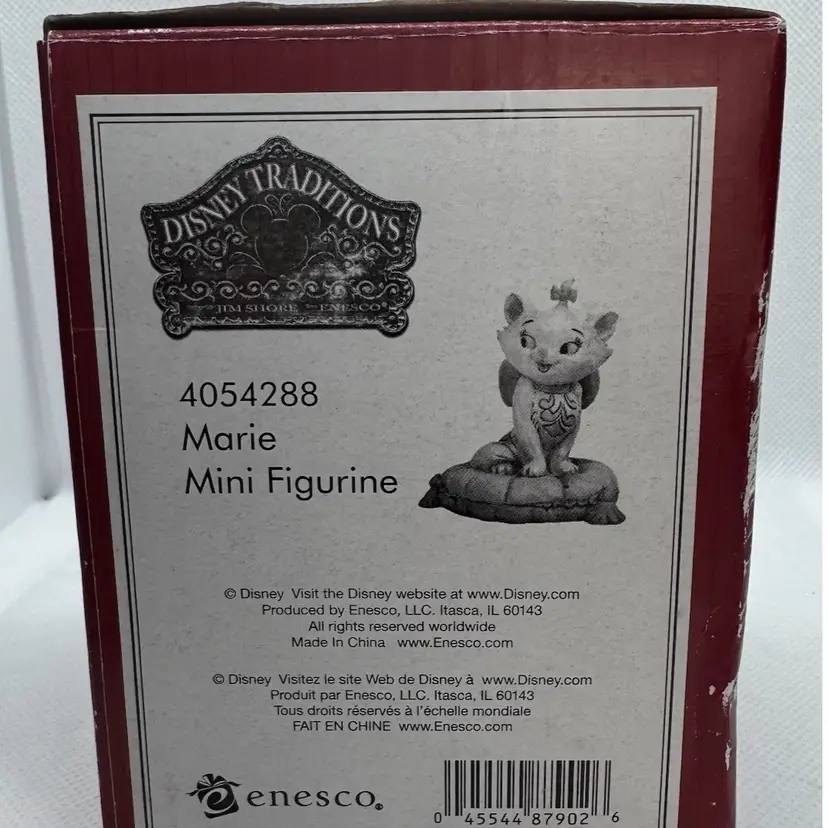 DISNEY TRADITIONS
JIM SHORE ENESCO®
4054288
Marie
Mini Figurine
© Disney Visit the Disney website at www.Disney.com
Produced by Enesco, LLC. Itasca, IL 60143
All rights reserved worldwide
Made In China www.Enesco.com
© Disney Visitez le site Web de Disney à www.Disney.com
Produit par Enesco, LLC. Itasca, IL 60143
Tous droits réservés à l'échelle mondiale
FAIT EN CHINE www.Enesco.com
enesco®
0 45544 87902 6